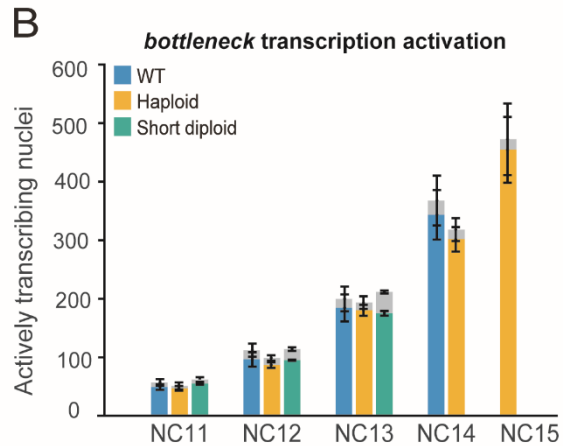 B
bottleneck transcription activation
WT
Haploid
Short diploid
Actively transcribing nuclei
600
500
400
300
200
100
0
NC11 NC12 NC13 NC14 NC15